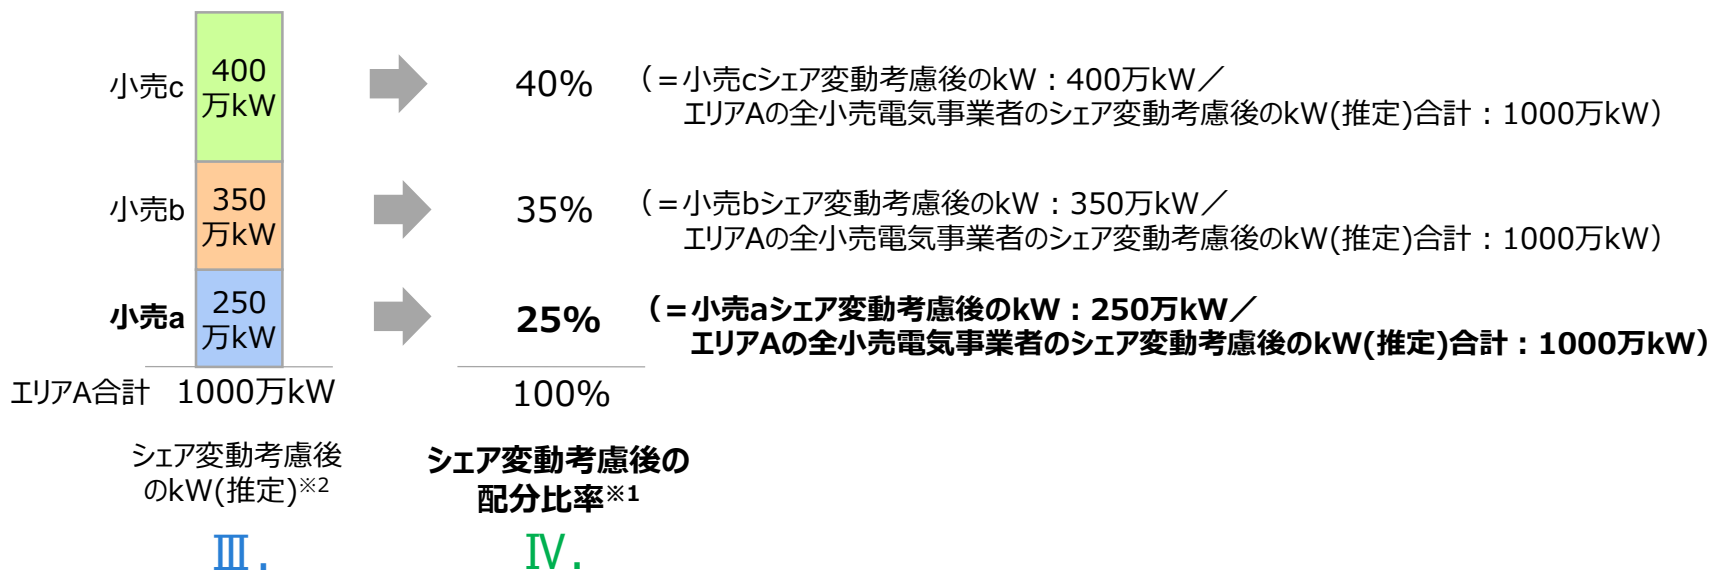 小売c
400
万kW
40%
（＝小売cシェア変動考慮後のkW：400万kW／
エリアAの全小売電気事業者のシェア変動考慮後のkW(推定)合計：1000万kW）
小売b
350
万kW
35%
（＝小売bシェア変動考慮後のkW：350万kW／
エリアAの全小売電気事業者のシェア変動考慮後のkW(推定)合計：1000万kW）
小売a
250
万kW
25%
（＝小売aシェア変動考慮後のkW：250万kW／
エリアAの全小売電気事業者のシェア変動考慮後のkW(推定)合計：1000万kW）
エリアA合計
1000万kW
100%
シェア変動考慮後
のkW(推定)※2
シェア変動考慮後の
配分比率※1
Ⅲ.
Ⅳ.